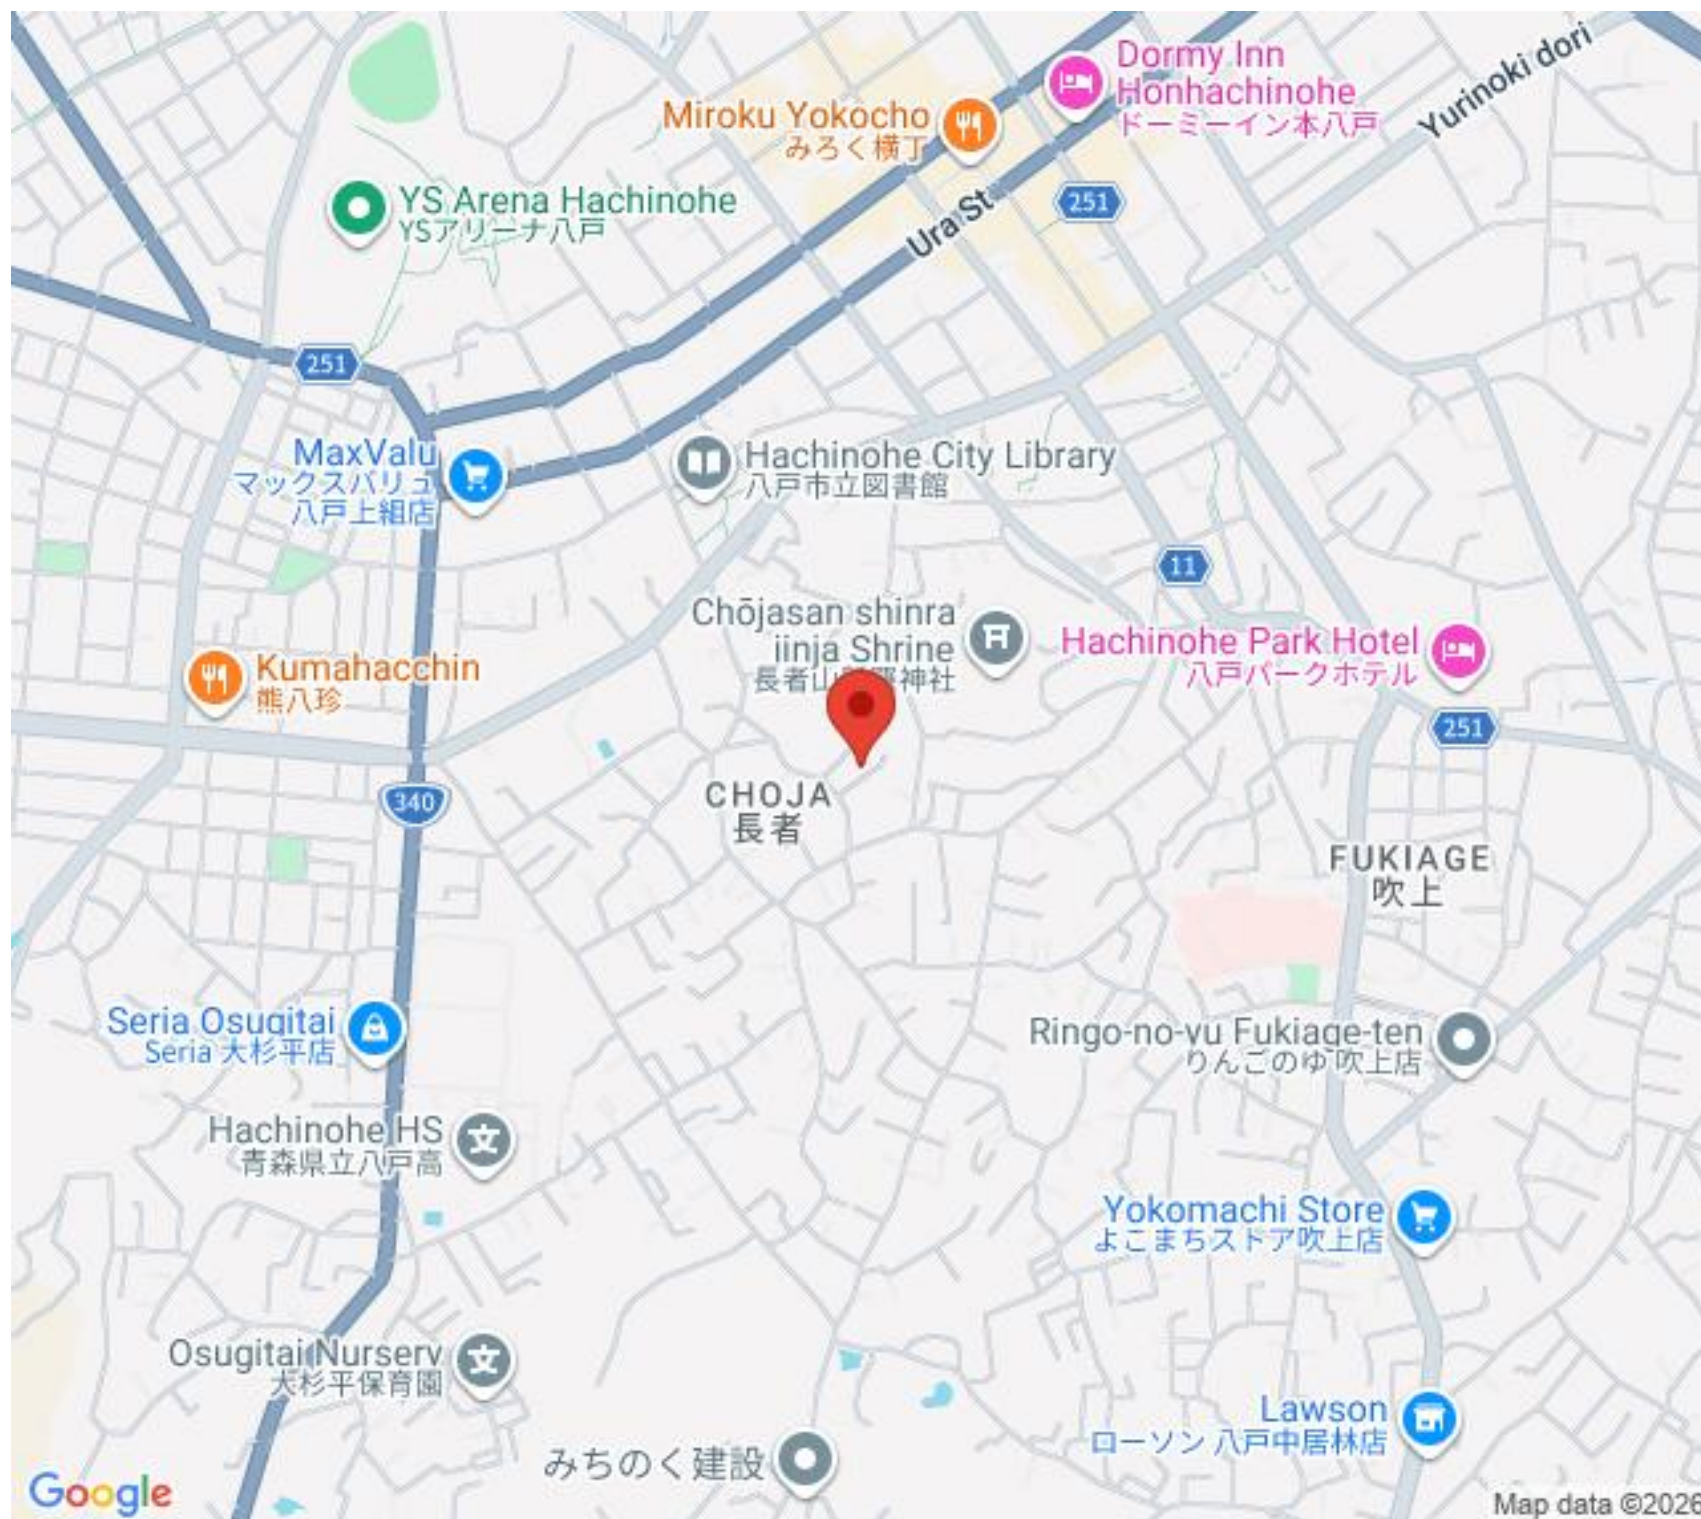 Dormy Inn
Honhachinohe
ドーミーイン本八戸
Yurinoki dori
Miroku Yokocho
みろく横丁
YS Arena Hachinohe
YSアリーナ八戸
251
Ura St
251
MaxValu
マックスバリュ
八戸上組店
Hachinohe City Library
八戸市立図書館
11
Chōjasan shinra
jinja Shrine
長者山
神社
Hachinohe Park Hotel
八戸パークホテル
Kumahacchin
熊八珍
251
340
CHOJA
長者
FUKIAGE
吹上
Seria Osugitai
Seria 大杉平店
Ringo-no-yu Fukiage-ten
りんごのゆ 吹上店
Hachinohe HS
青森県立八戸高
Yokomachi Store
よこまちストア吹上店
Osugitai Nursery
大杉平保育園
Lawson
ローソン 八戸中居林店
みちのく建設
Google
Map data ©2026